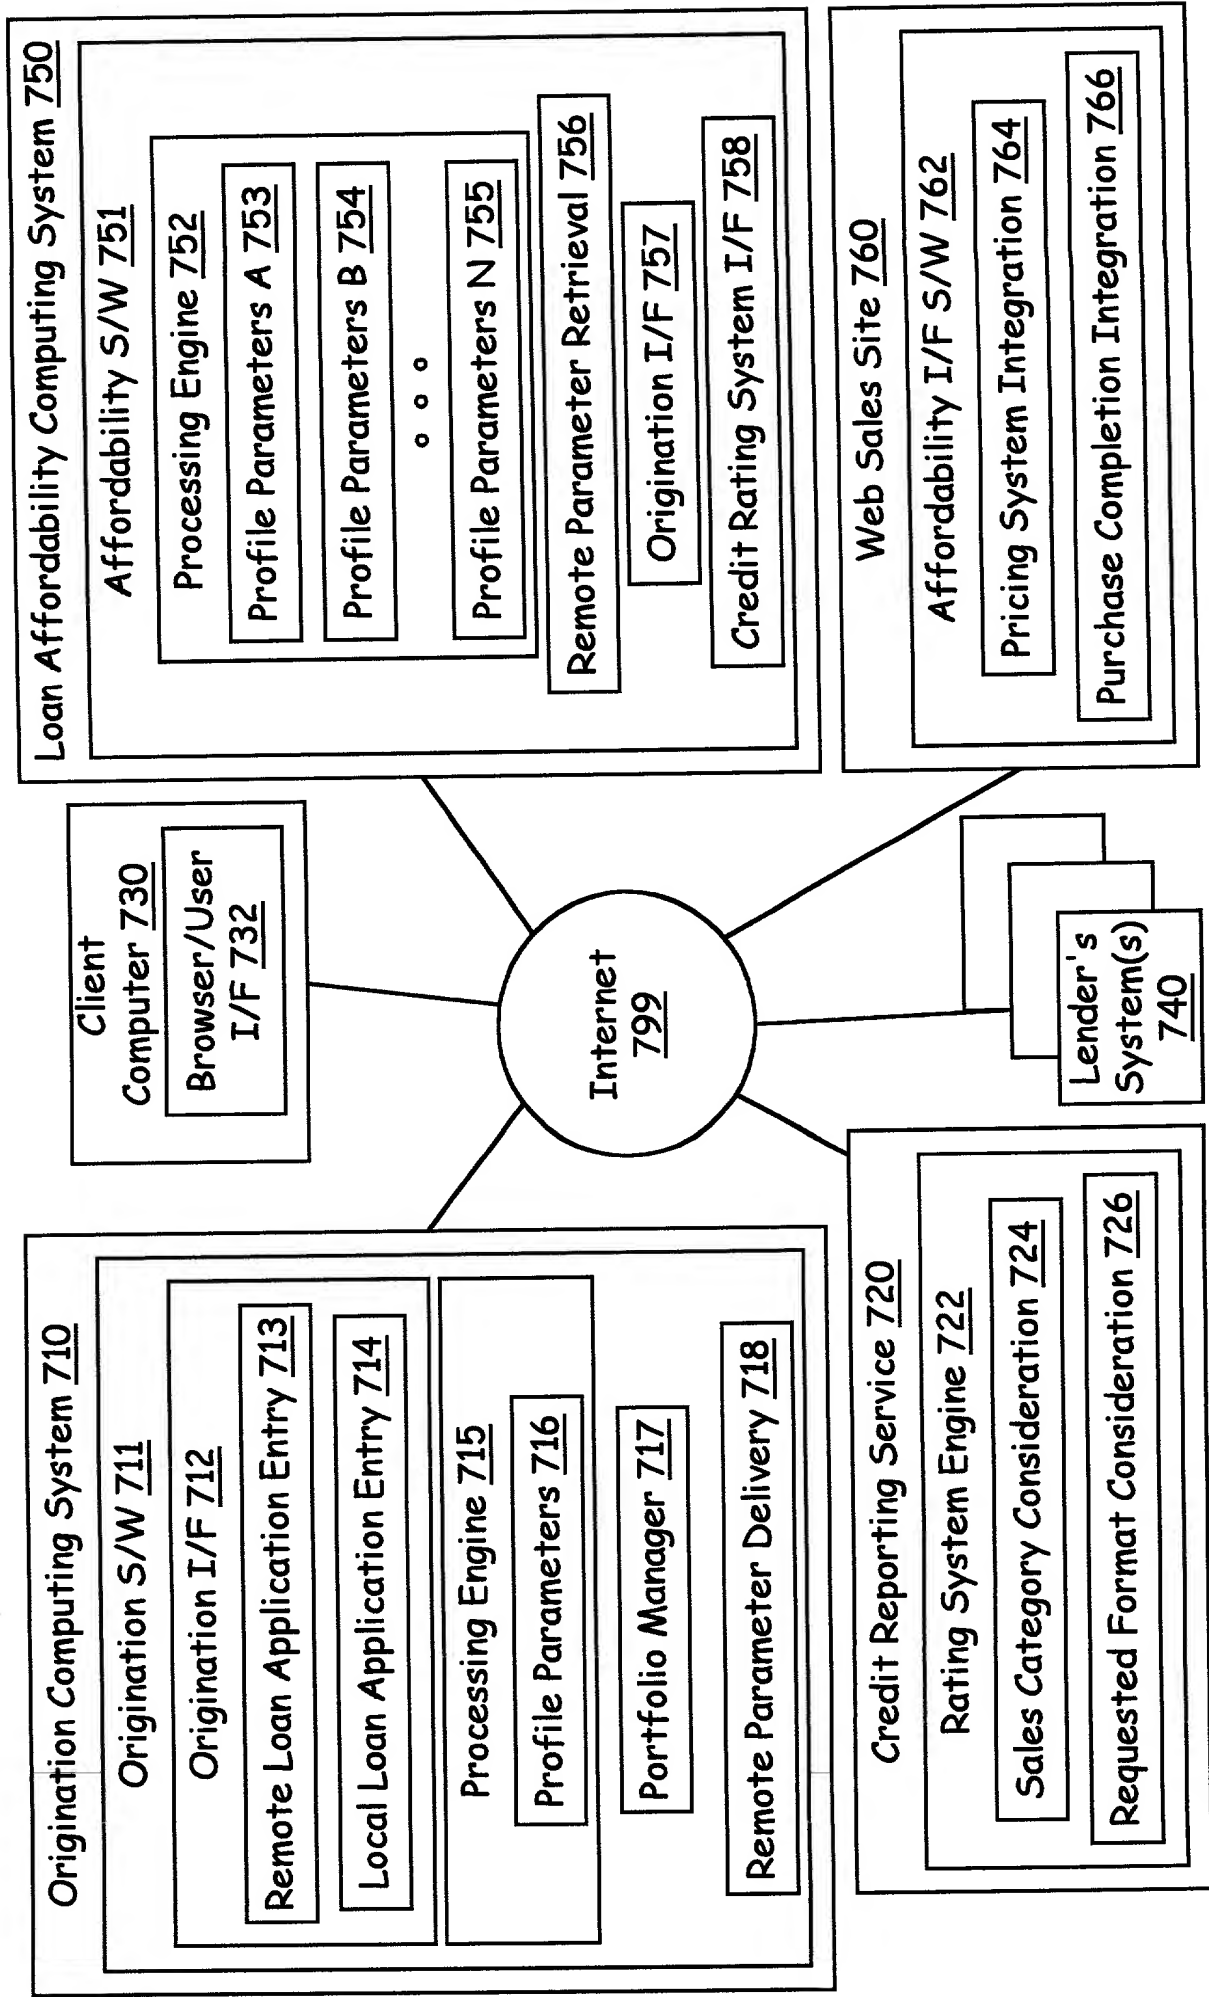 Origination Computing System 710
Origination S/W 711
Origination I/F 712
Remote Loan Application Entry 713
Local Loan Application Entry 714
Processing Engine 715
Profile Parameters 716
Portfolio Manager 717
Remote Parameter Delivery 718
Client
Computer 730
Browser/User
I/F 732
Loan Affordability Computing System 750
Affordability S/W 751
Processing Engine 752
Profile Parameters A 753
Profile Parameters B 754
Profile Parameters N 755
Remote Parameter Retrieval 756
Origination I/F 757
Credit Rating System I/F 758
Internet
799
Credit Reporting Service 720
Rating System Engine 722
Sales Category Consideration 724
Requested Format Consideration 726
Lender's
System(s)
740
Web Sales Site 760
Affordability I/F S/W 762
Pricing System Integration 764
Purchase Completion Integration 766